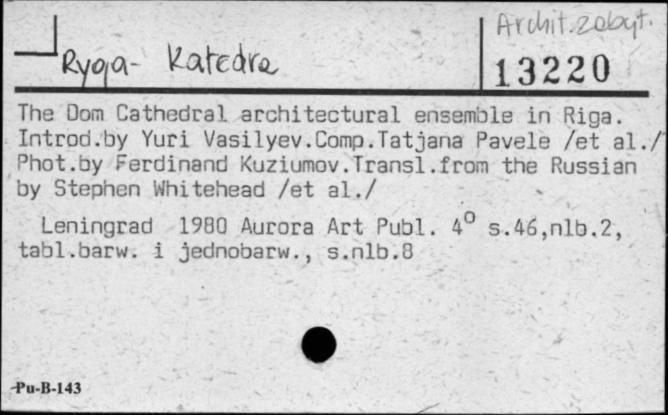 Archit.zabyt.
Ryga- Katedra
13220
The Dom Cathedral architectural ensemble in Riga.
Introd.by Yuri Vasilyev.Comp.Tatjana Pavele /et al./
Phot.by Ferdinand Kuziumov.Transl.from the Russian
by Stephen Whitehead /et al./
Leningrad 1980 Aurora Art Publ. 4° s.46,nlb.2,
tabl.barw. i jednobarw., s.nlb.8
Pu-B-143